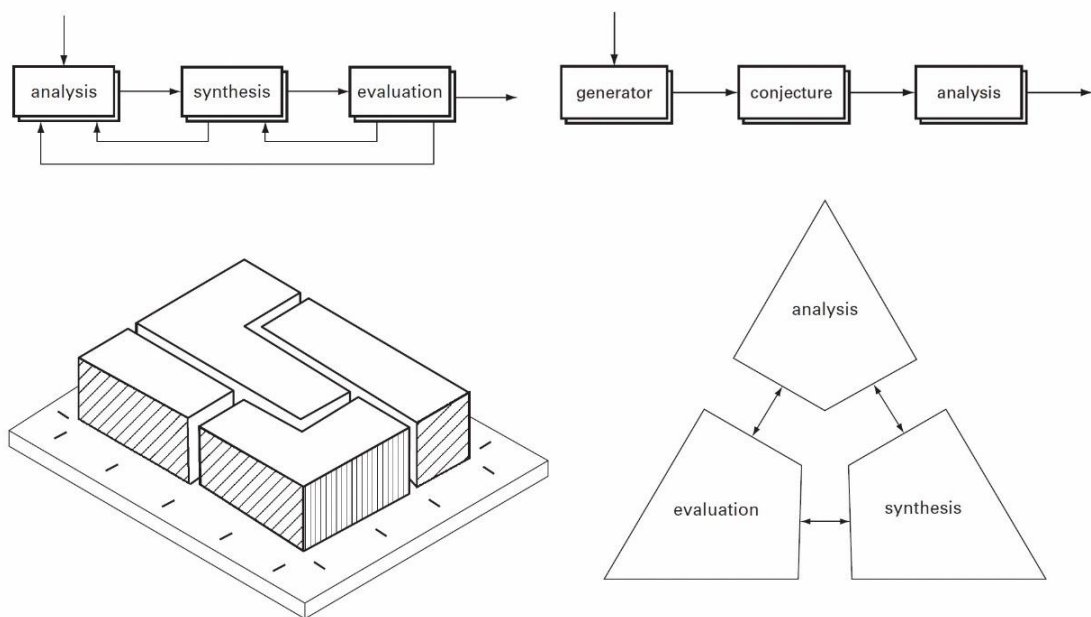 analysis
synthesis
evaluation
generator
conjecture
analysis
analysis
evaluation
synthesis